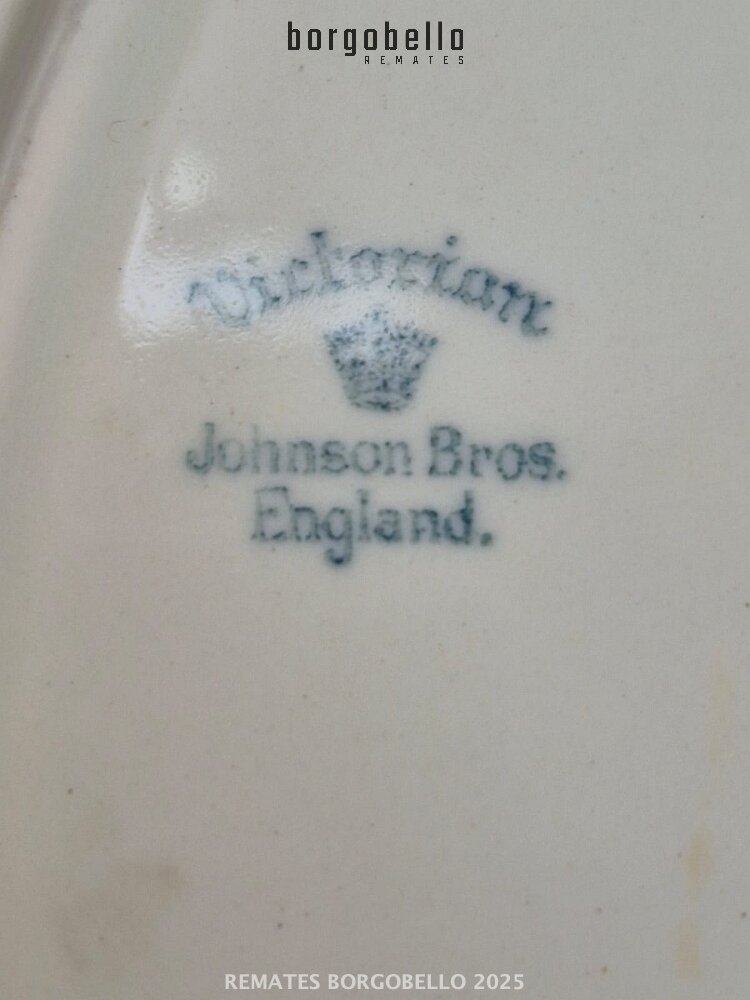 borgobello
REMATES
Victorian
Johnson Bros.
England.
REMATES BORGOBELLO 2025